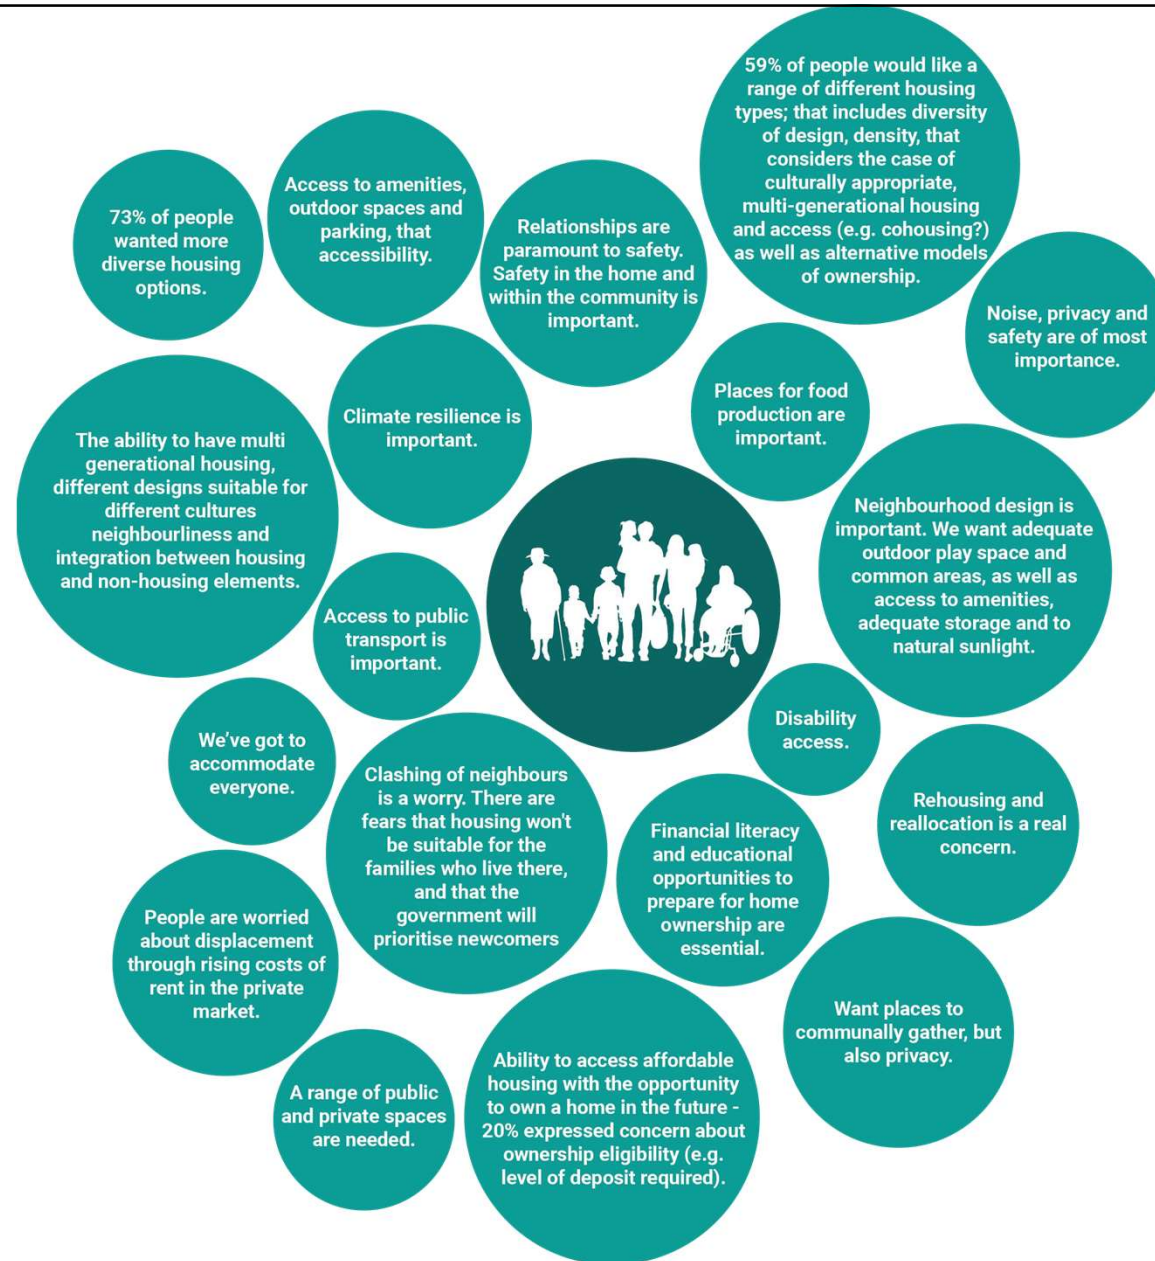 59% of people would like a
range of different housing
types; that includes diversity
of design, density, that
considers the case of
culturally appropriate,
multi-generational housing
and access (e.g. cohousing?)
as well as alternative models
of ownership.
Access to amenities,
outdoor spaces and
parking, that
accessibility.
73% of people
wanted more
diverse housing
options.
Relationships are
paramount to safety.
Safety in the home and
within the community is
important.
Noise, privacy and
safety are of most
importance.
Climate resilience is
important.
Places for food
production are
important.
The ability to have multi
generational housing,
different designs suitable for
different cultures
neighbourliness and
integration between housing
and non-housing elements.
Neighbourhood design is
important. We want adequate
outdoor play space and
common areas, as well as
access to amenities,
adequate storage and to
natural sunlight.
Access to public
transport is
important.
Disability
access.
We've got to
accommodate
everyone.
Clashing of neighbours
is a worry. There are
fears that housing won't
be suitable for the
families who live there,
and that the
government will
prioritise newcomers
Financial literacy
and educational
opportunities to
prepare for home
ownership are
essential.
Rehousing and
reallocation is a real
concern.
People are worried
about displacement
through rising costs of
rent in the private
market.
Want places to
communally gather, but
also privacy.
A range of public
and private spaces
are needed.
Ability to access affordable
housing with the opportunity
to own a home in the future -
20% expressed concern about
ownership eligibility (e.g.
level of deposit required).